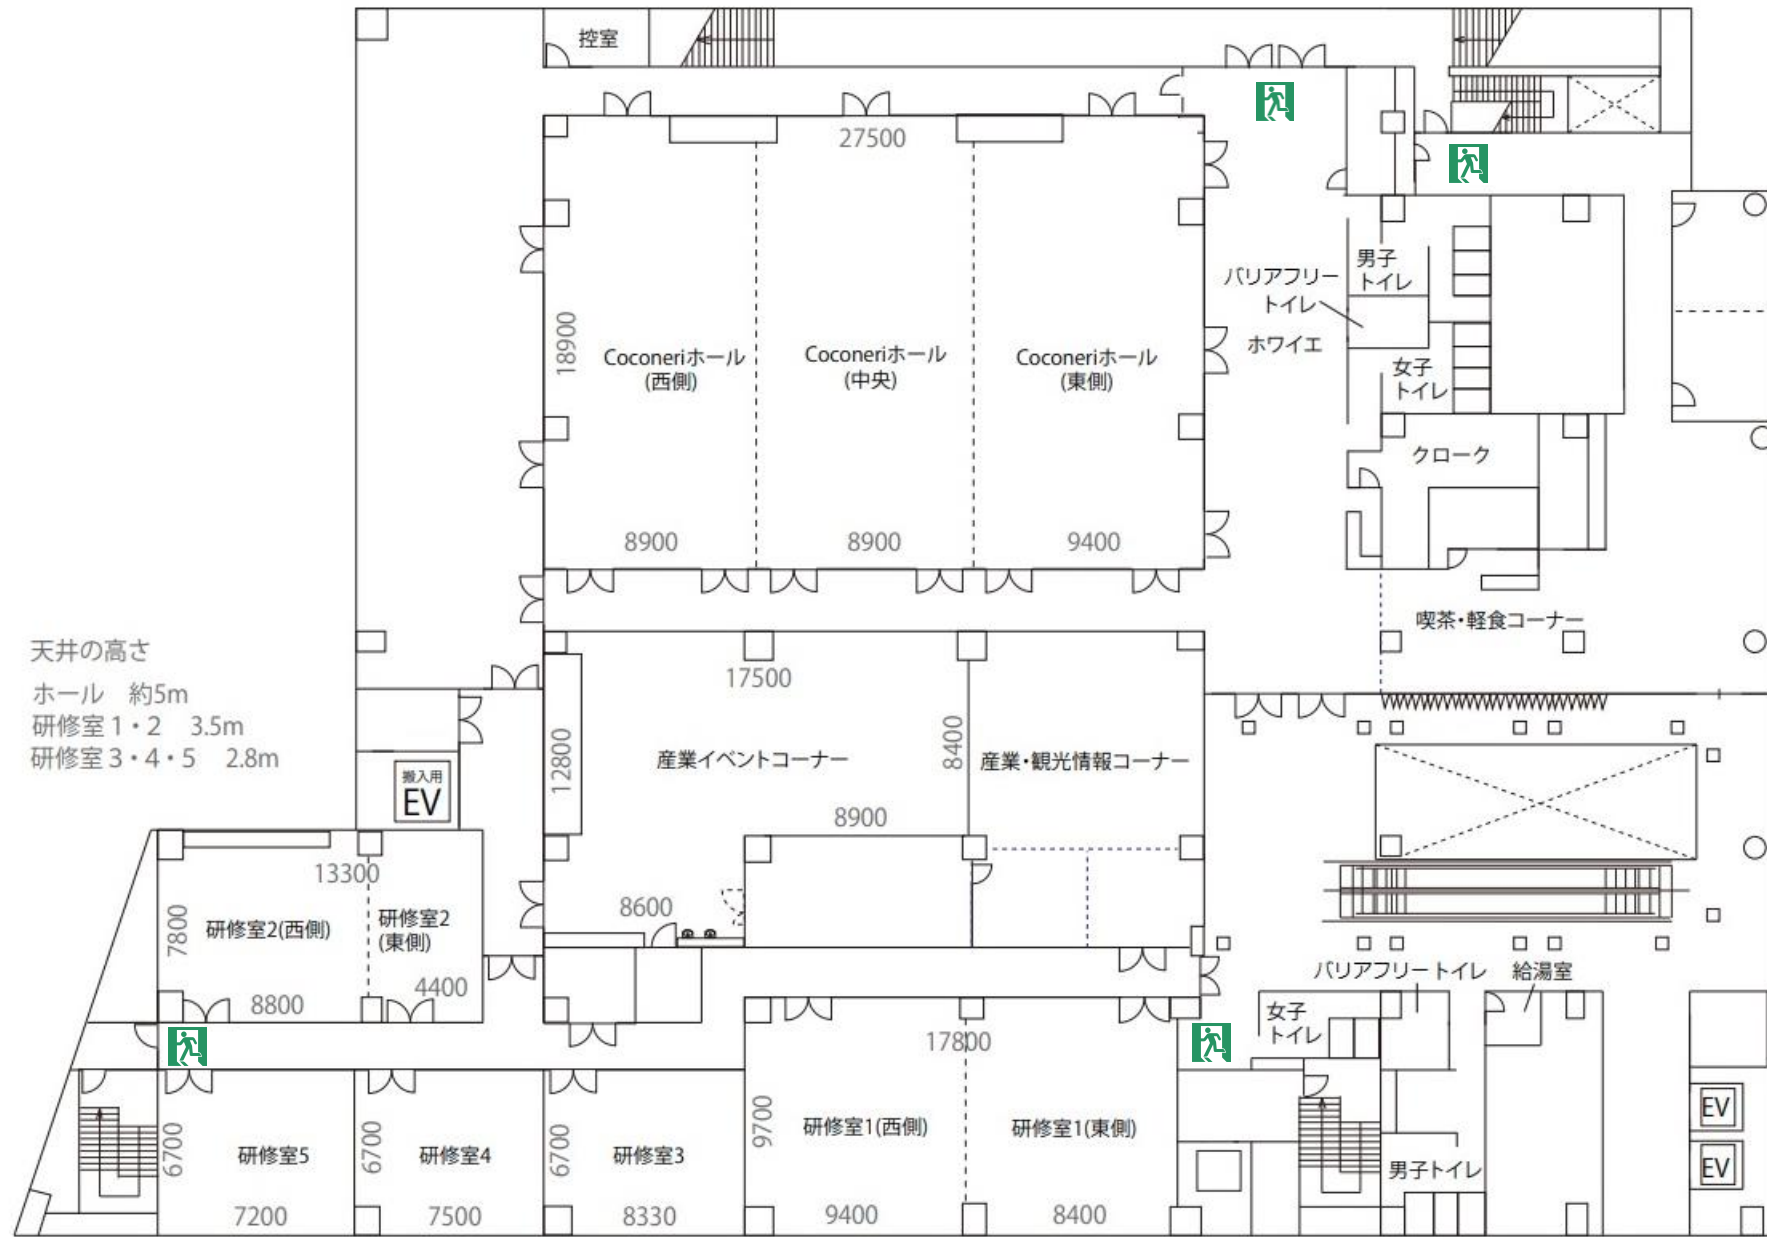 控室
27500
18900
Coconeriホール
(西側)
Coconeriホール
(中央)
Coconeriホール
(東側)
8900
8900
9400
バリアフリー
トイレ
男子
トイレ
ホワイエ
女子
トイレ
クローク
喫茶・軽食コーナー
天井の高さ
ホール　約5m
研修室1・2　3.5m
研修室3・4・5　2.8m
17500
12800
産業イベントコーナー
8400
産業・観光情報コーナー
8900
8600
搬入用
EV
13300
7800
研修室2(西側)
研修室2
(東側)
8800
4400
バリアフリートイレ
給湯室
女子
トイレ
17800
9700
研修室1(西側)
研修室1(東側)
9400
8400
6700
研修室5
7200
6700
研修室4
7500
6700
研修室3
8330
男子トイレ
EV
EV